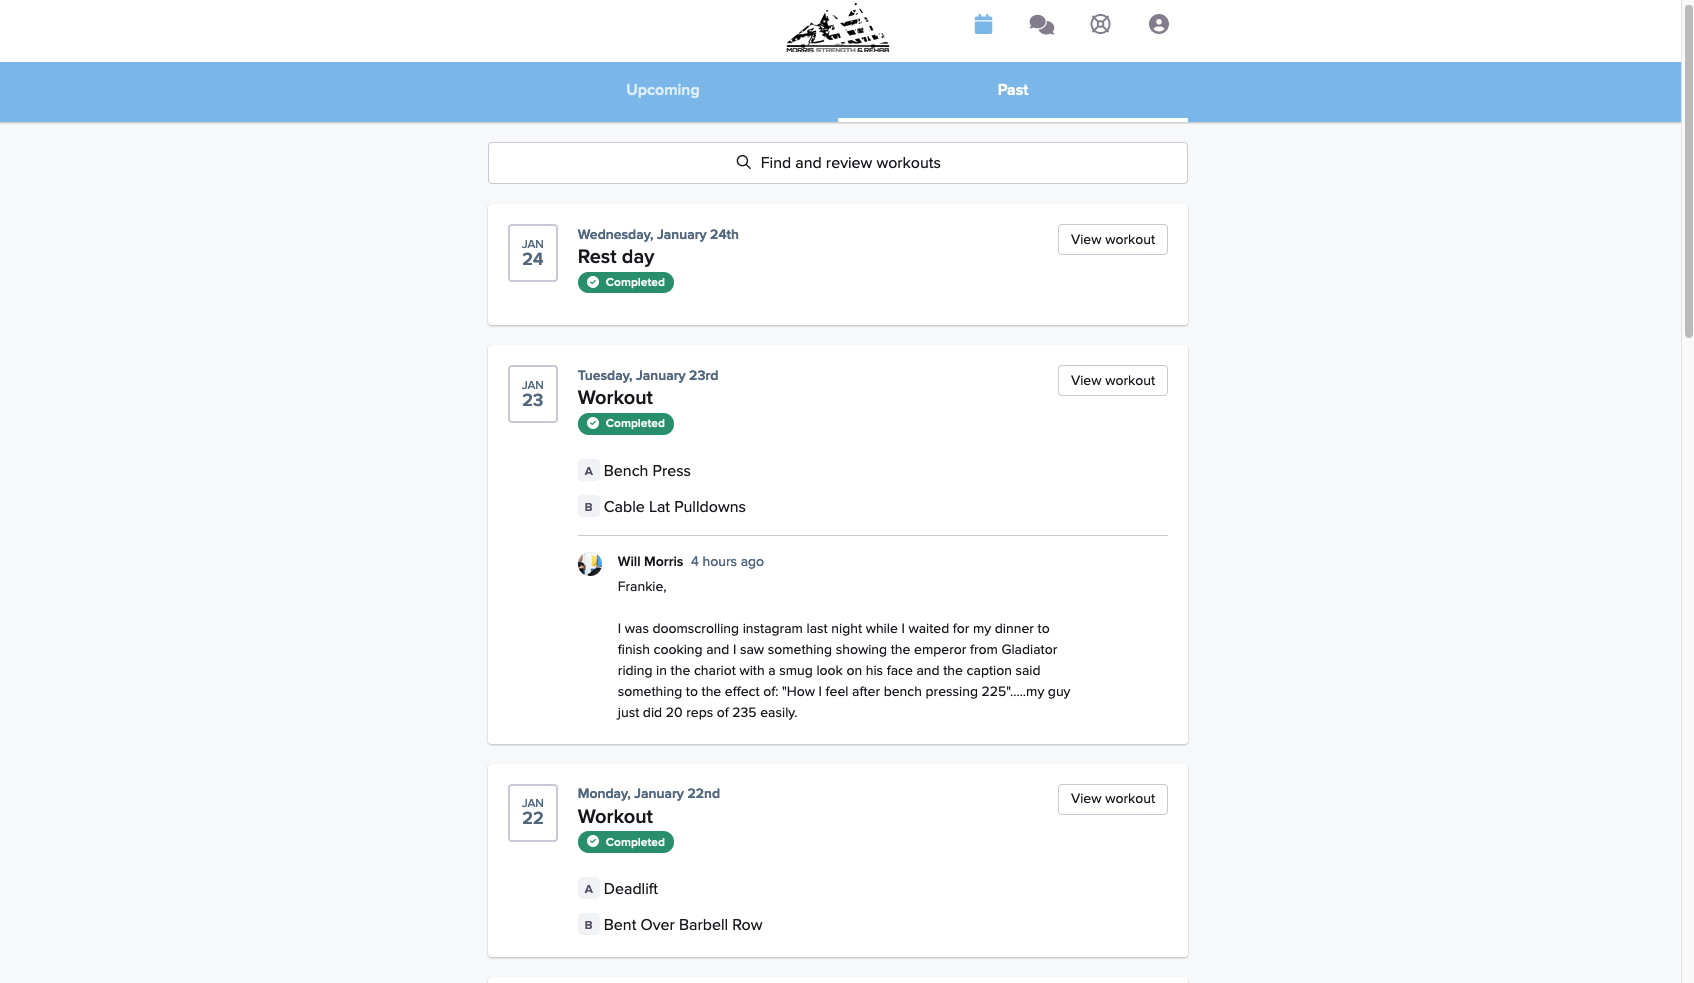 MORRIS STRENGTH & REHAB
Upcoming
Past
Find and review workouts
JAN
24
Wednesday, January 24th
Rest day
Completed
View workout
JAN
23
Tuesday, January 23rd
Workout
Completed
View workout
A Bench Press
B Cable Lat Pulldowns
Will Morris 4 hours ago
Frankie,
I was doomscrolling instagram last night while I waited for my dinner to
finish cooking and I saw something showing the emperor from Gladiator
riding in the chariot with a smug look on his face and the caption said
something to the effect of: "How I feel after bench pressing 225".....my guy
just did 20 reps of 235 easily.
JAN
22
Monday, January 22nd
Workout
Completed
View workout
A Deadlift
B Bent Over Barbell Row